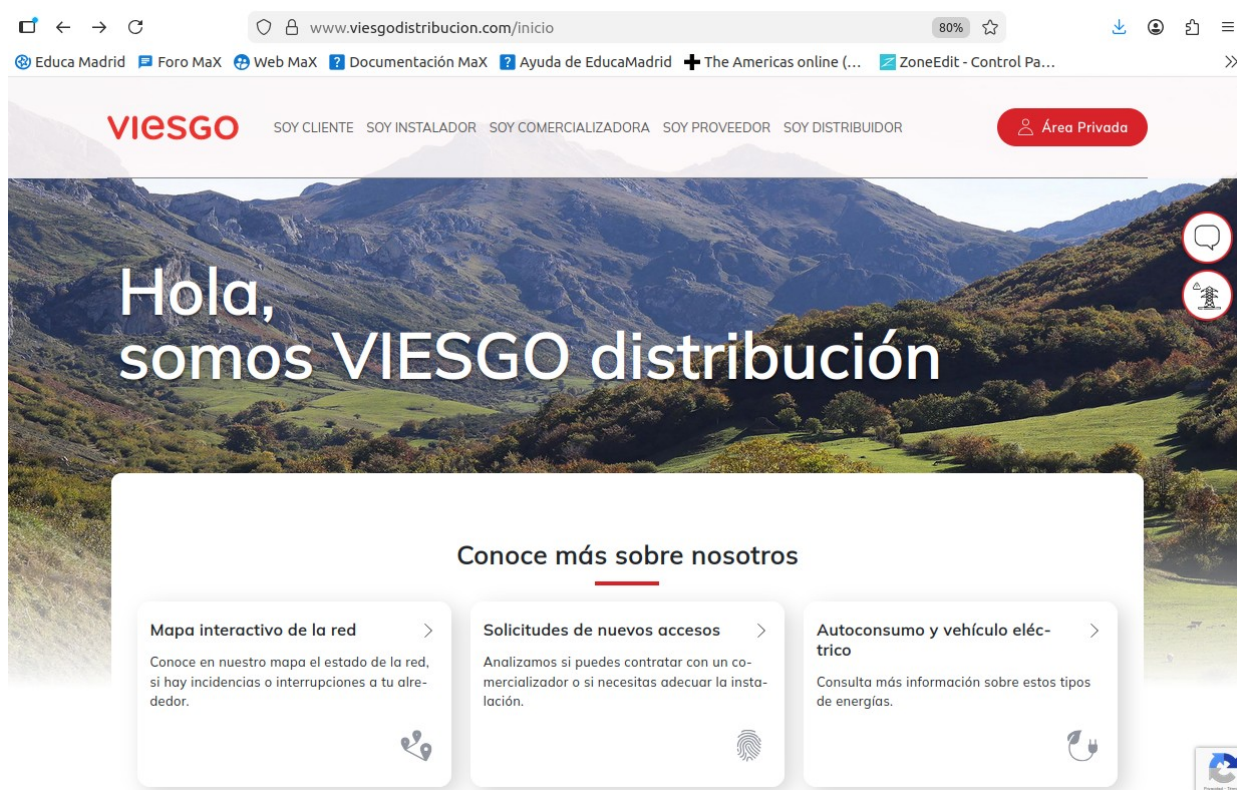 www.viesgodistribucion.com/inicio
80%
Educa Madrid Foro MaX Web MaX Documentación MaX Ayuda de EducaMadrid The Americas online (... ZoneEdit - Control Pa...
VIESGO
SOY CLIENTE SOY INSTALADOR SOY COMERCIALIZADORA SOY PROVEEDOR SOY DISTRIBUIDOR
Área Privada
Hola,
somos VIESGO distribución
Conoce más sobre nosotros
Mapa interactivo de la red
Conoce en nuestro mapa el estado de la red,
si hay incidencias o interrupciones a tu alre-
dedor.
Solicitudes de nuevos accesos
Analizamos si puedes contratar con un co-
mercializador o si necesitas adecuar la insta-
lación.
Autoconsumo y vehículo eléc-
trico
Consulta más información sobre estos tipos
de energías.